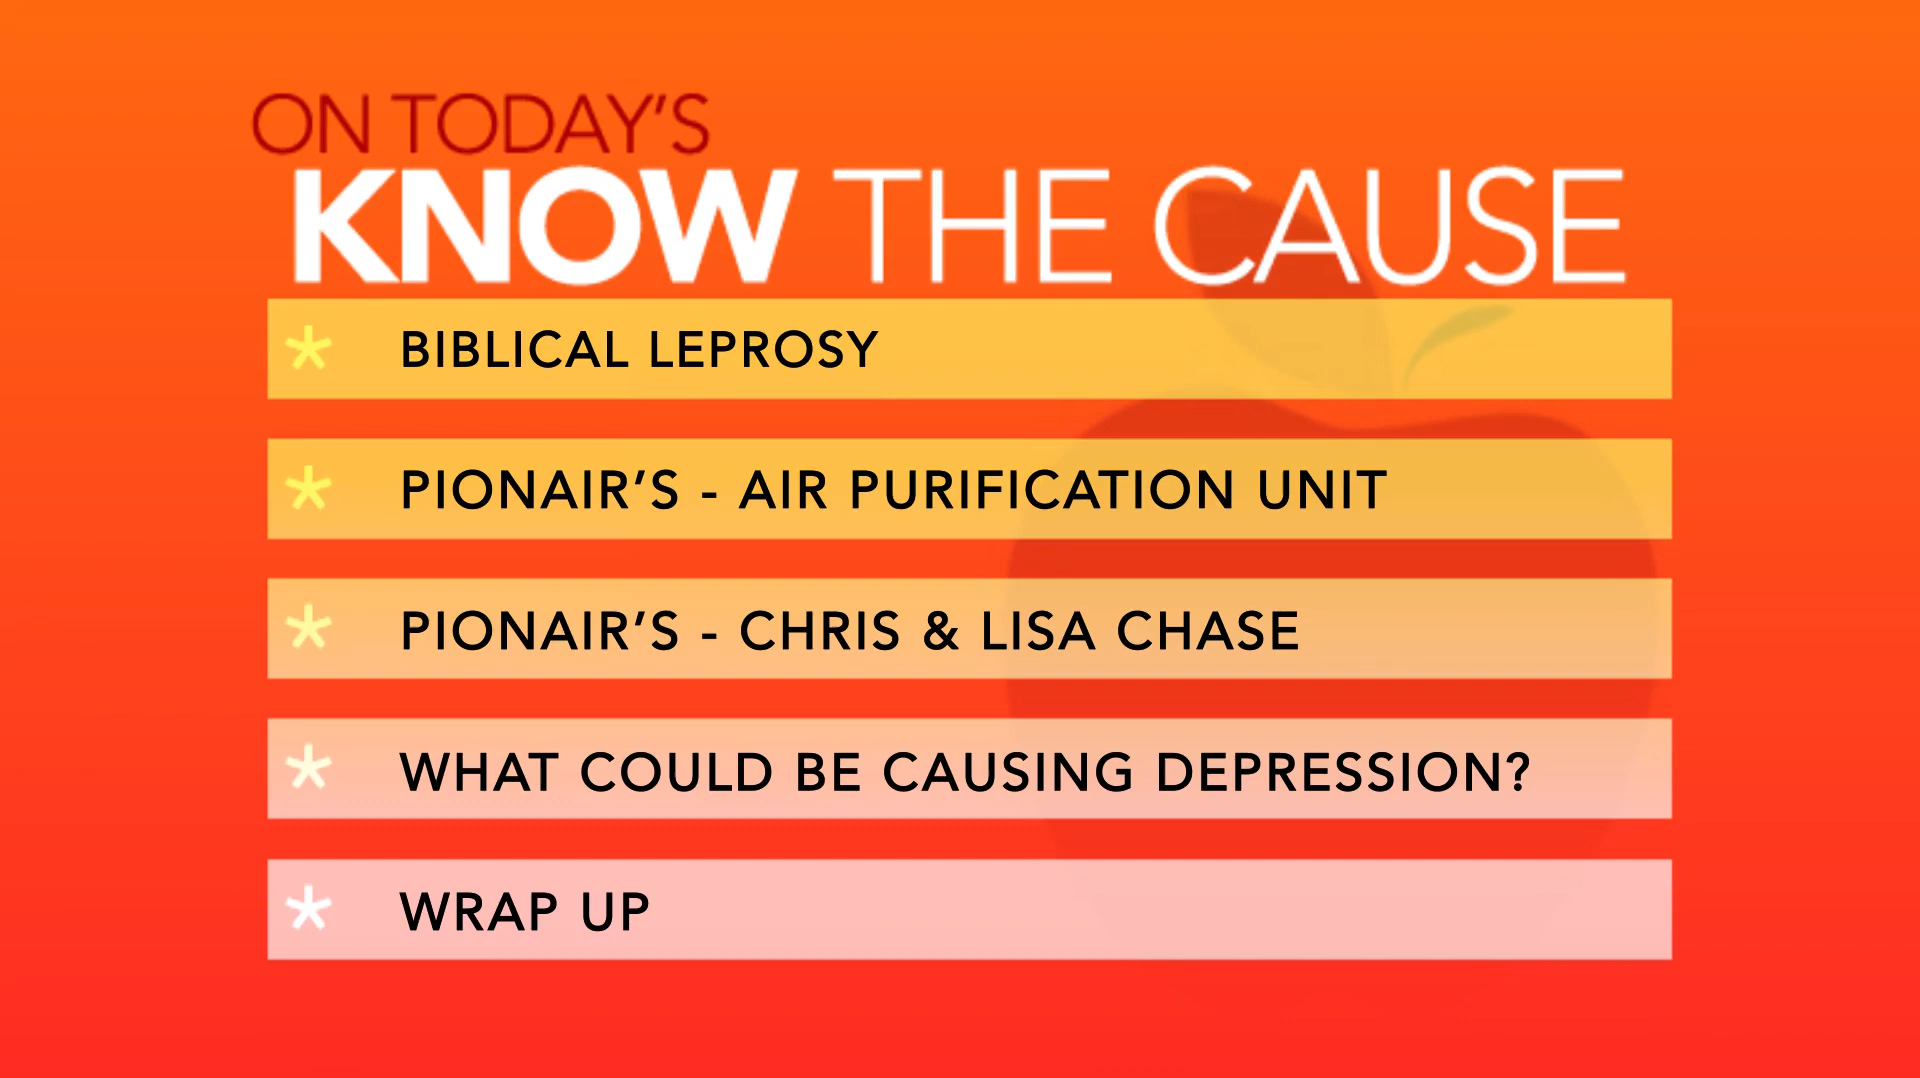 ON TODAY'S
KNOW THE CAUSE
* BIBLICAL LEPROSY
* PIONAIR'S - AIR PURIFICATION UNIT
* PIONAIR'S - CHRIS & LISA CHASE
* WHAT COULD BE CAUSING DEPRESSION?
* WRAP UP